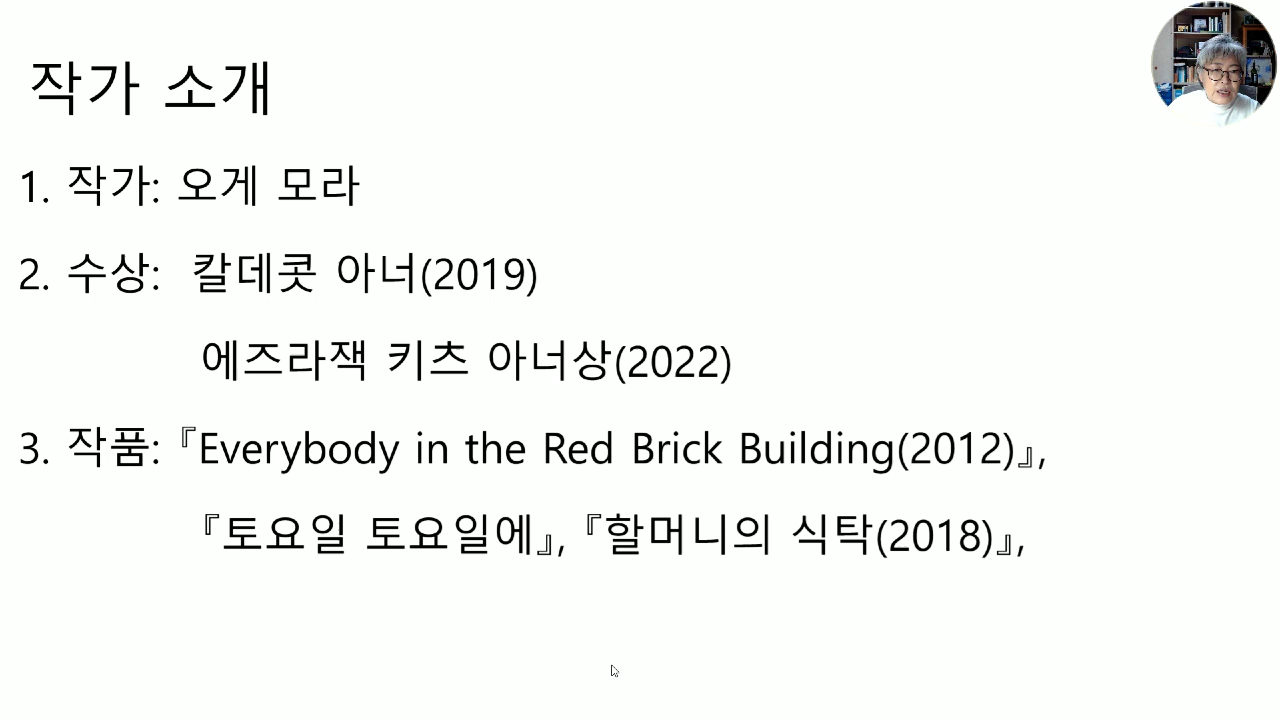 작가 소개
1. 작가: 오게 모라
2. 수상: 칼데콧 아너(2019)
에즈라잭 키츠 아너상(2022)
3. 작품: 『Everybody in the Red Brick Building(2012)』,
『토요일 토요일에』, 『할머니의 식탁(2018)』,